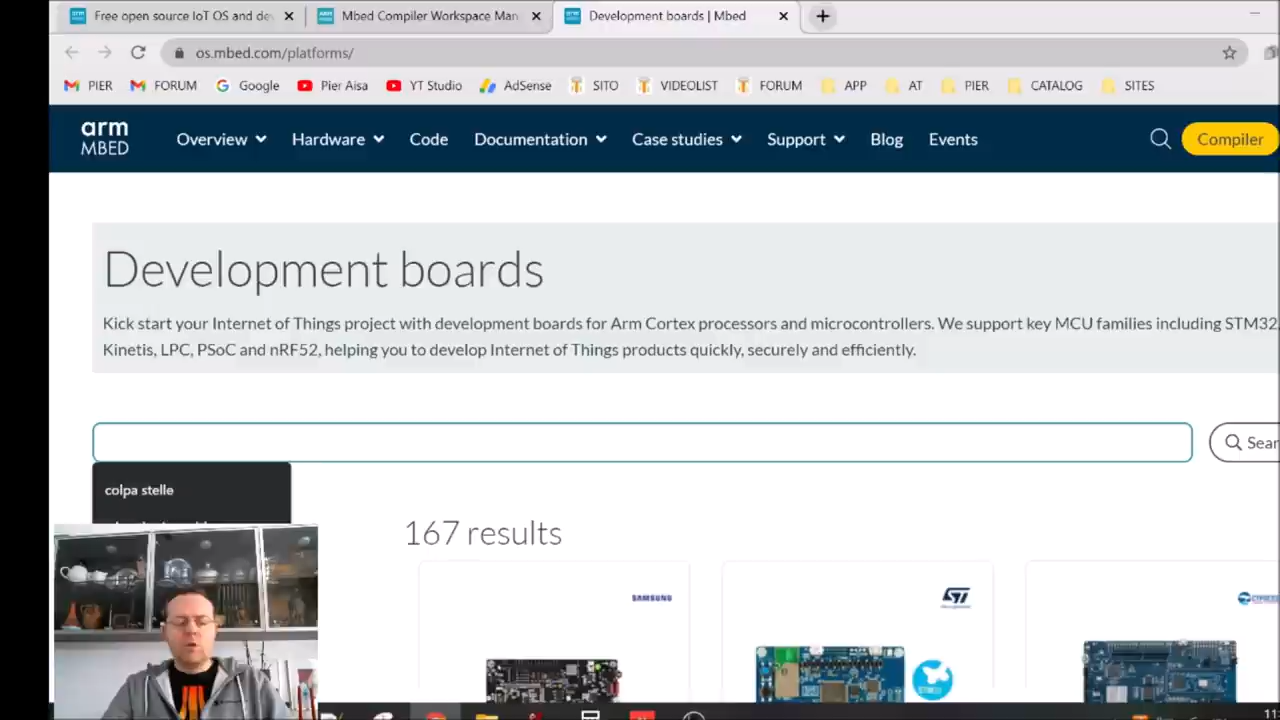 Free open source IoT OS and dev
Mbed Compiler Workspace Man
Development boards | Mbed
os.mbed.com/platforms/
PIER
FORUM
Google
Pier Aisa
YT Studio
AdSense
SITO
VIDEOLIST
FORUM
APP
AT
PIER
CATALOG
SITES
arm
MBED
Overview
Hardware
Code
Documentation
Case studies
Support
Blog
Events
Compiler
Development boards
Kick start your Internet of Things project with development boards for Arm Cortex processors and microcontrollers. We support key MCU families including STM32
Kinetis, LPC, PSoC and nRF52, helping you to develop Internet of Things products quickly, securely and efficiently.
Sear
colpa stelle
167 results
SAMSUNG
ST
CYPRESS